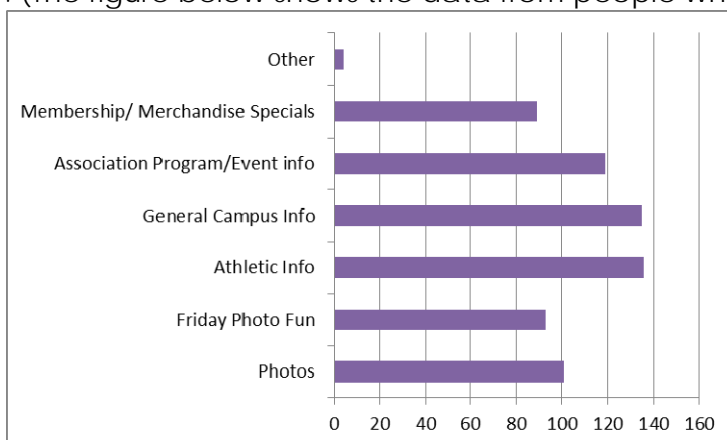 (The figure below shows the data from people wh
Other
Membership/ Merchandise Specials
Association Program/Event info
General Campus Info
Athletic Info
Friday Photo Fun
Photos
0 20 40 60 80 100 120 140 160